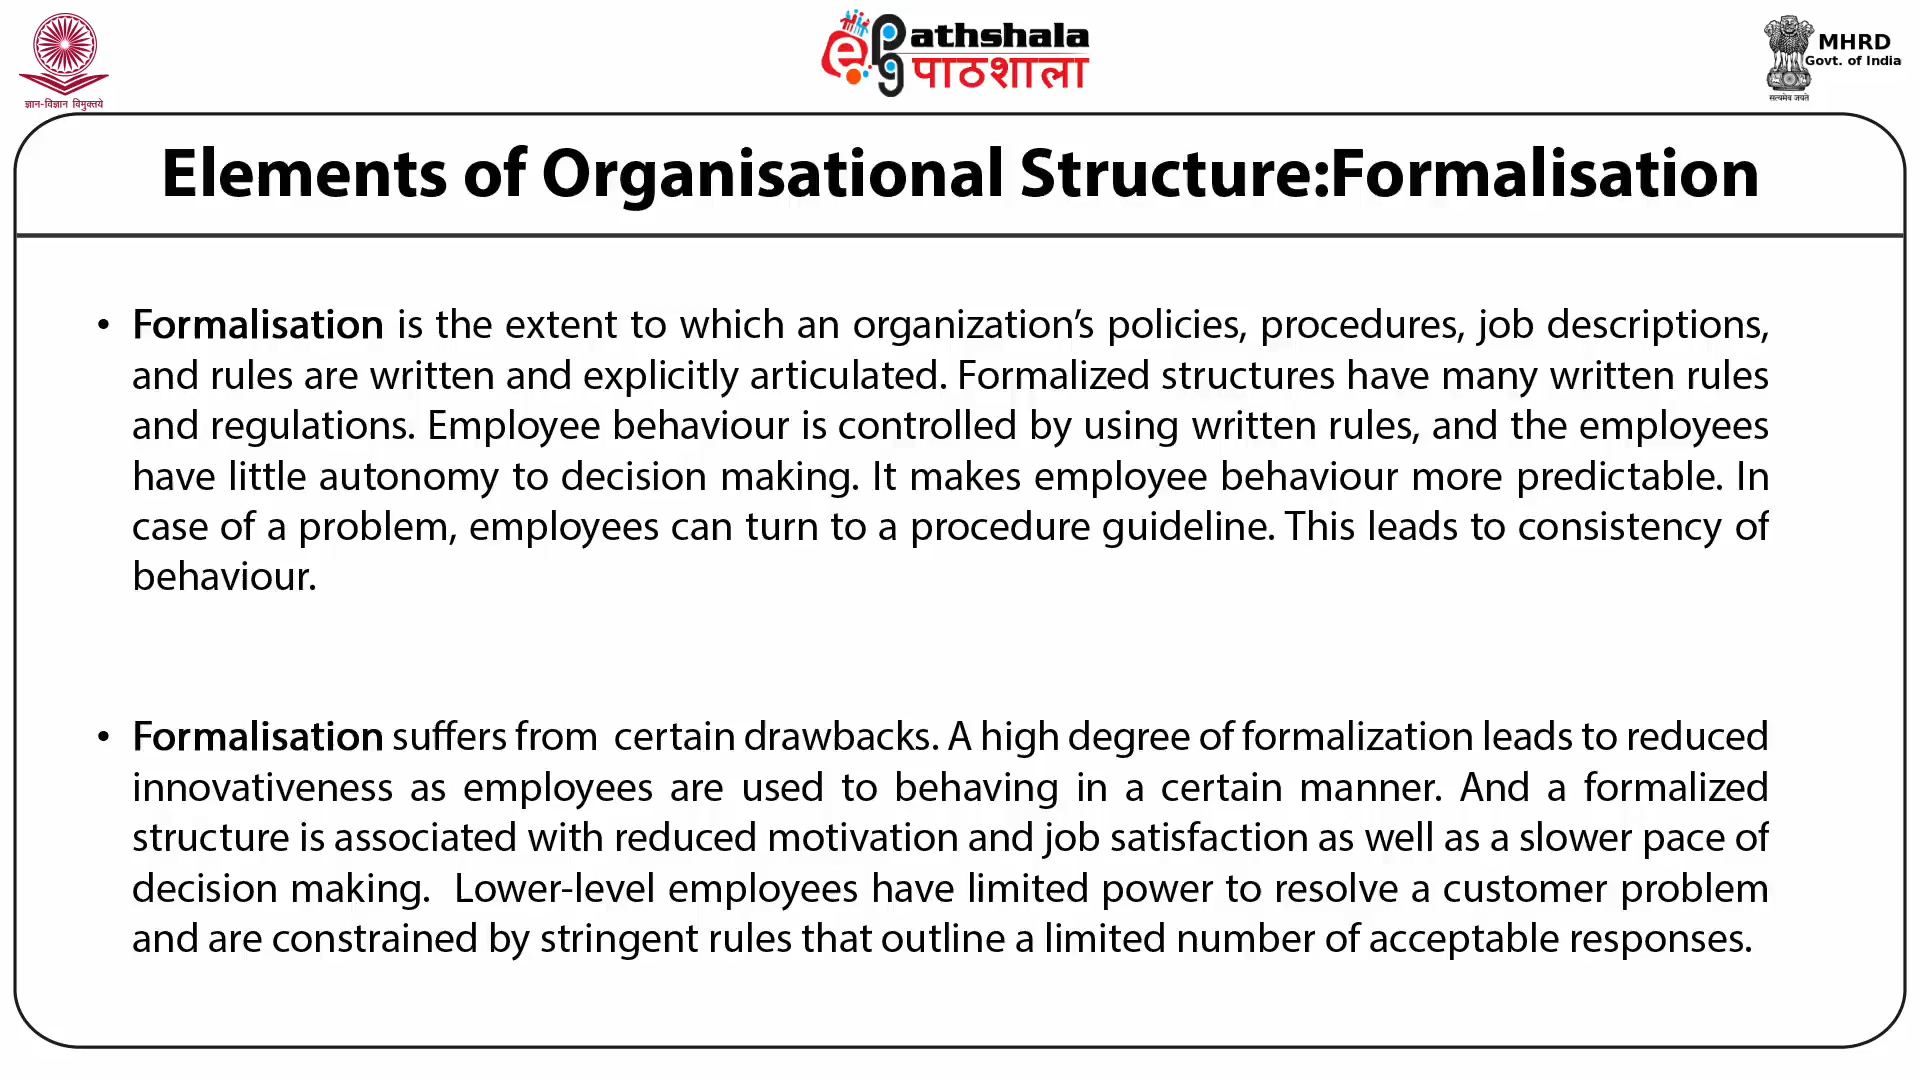 ज्ञान-विज्ञान विमुक्तये
e Pg athshala
पाठशाला
MHRD
Govt. of India
सत्यमेव जयते
Elements of Organisational Structure:Formalisation
• Formalisation is the extent to which an organization’s policies, procedures, job descriptions,
and rules are written and explicitly articulated. Formalized structures have many written rules
and regulations. Employee behaviour is controlled by using written rules, and the employees
have little autonomy to decision making. It makes employee behaviour more predictable. In
case of a problem, employees can turn to a procedure guideline. This leads to consistency of
behaviour.
• Formalisation suffers from certain drawbacks. A high degree of formalization leads to reduced
innovativeness as employees are used to behaving in a certain manner. And a formalized
structure is associated with reduced motivation and job satisfaction as well as a slower pace of
decision making. Lower-level employees have limited power to resolve a customer problem
and are constrained by stringent rules that outline a limited number of acceptable responses.